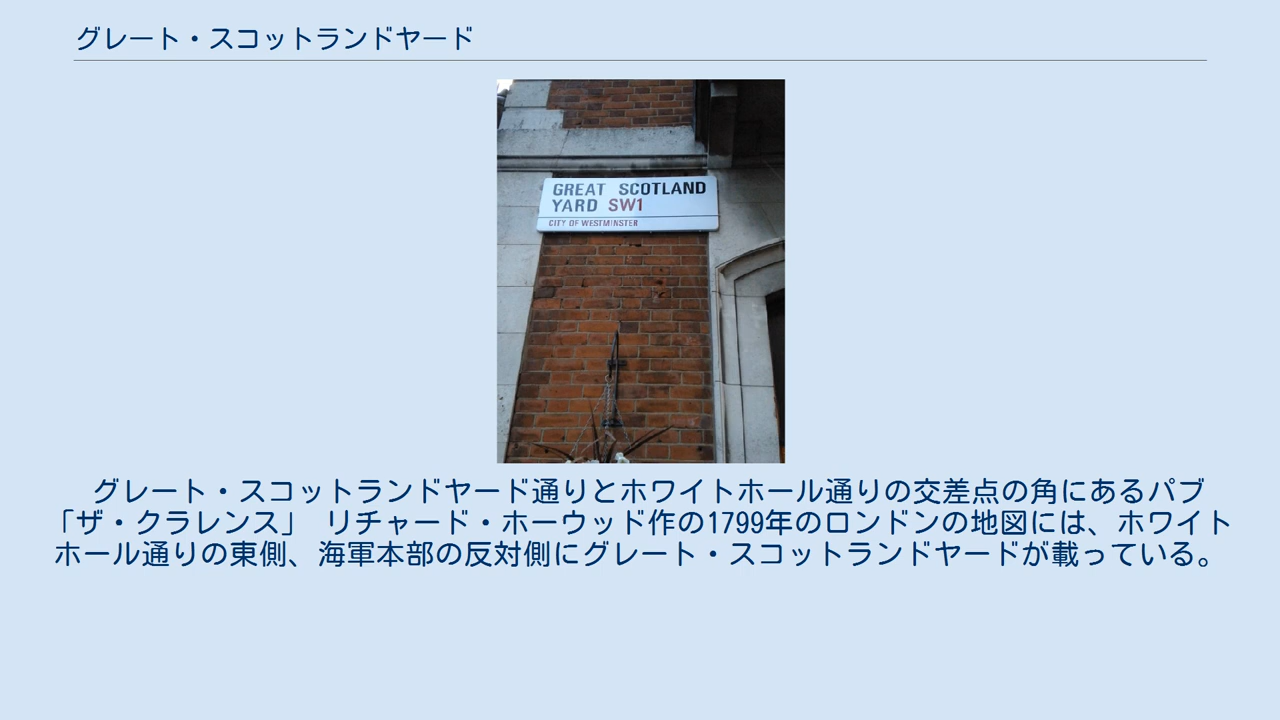 グレート・スコットランドヤード
GREAT SCOTLAND
YARD SW1
CITY OF WESTMINSTER
グレート・スコットランドヤード通りとホワイトホール通りの交差点の角にあるパブ
「ザ・クラレンス」 リチャード・ホーウッド作の1799年のロンドンの地図には、ホワイト
ホール通りの東側、海軍本部の反対側にグレート・スコットランドヤードが載っている。